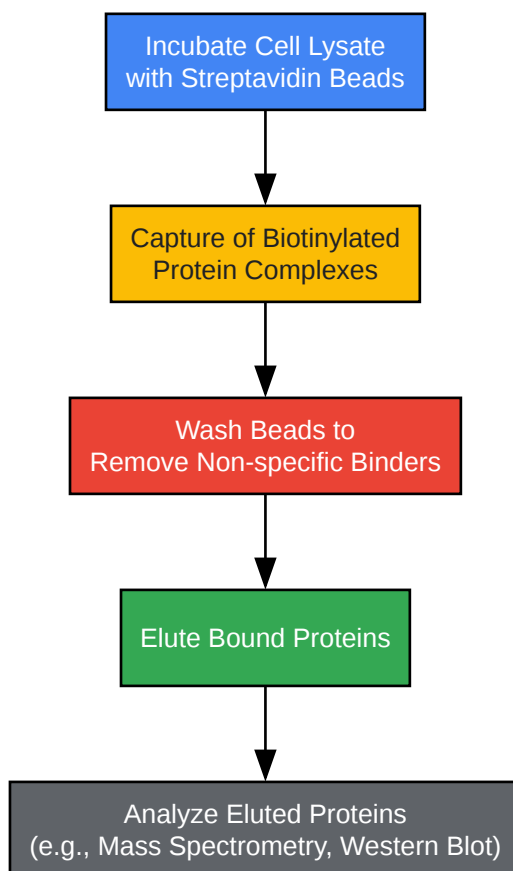 Incubate Cell Lysate
with Streptavidin Beads
Capture of Biotinylated
Protein Complexes
Wash Beads to
Remove Non-specific Binders
Elute Bound Proteins
Analyze Eluted Proteins
(e.g., Mass Spectrometry, Western Blot)